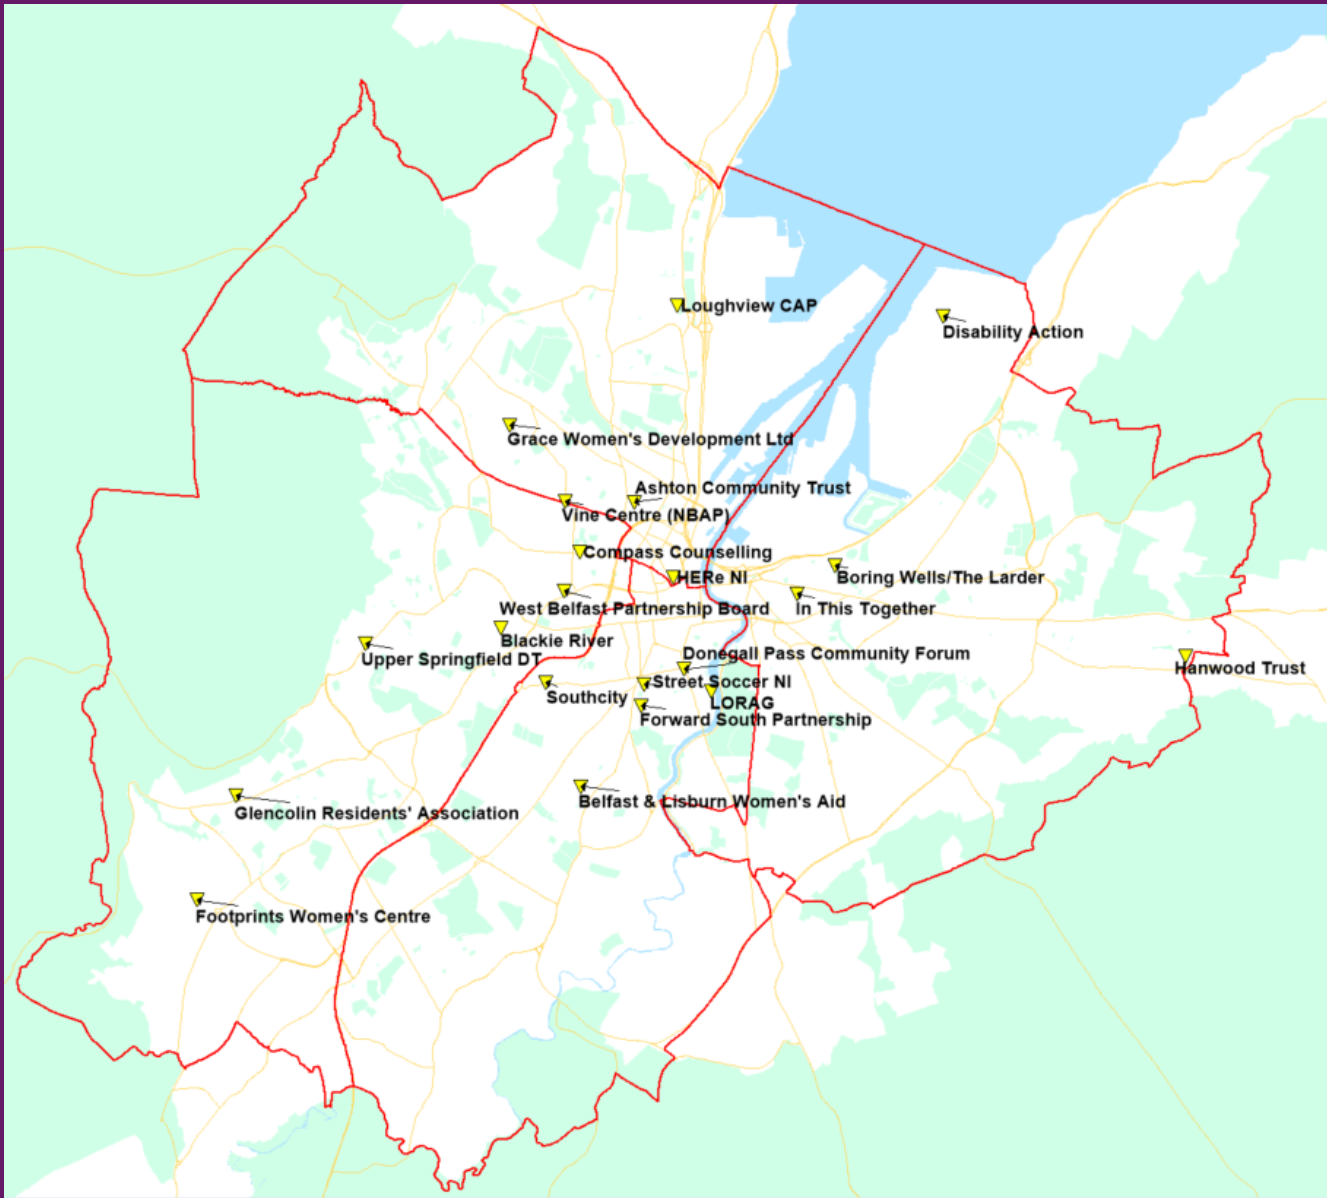 Loughview CAP
Disability Action
Grace Women's Development Ltd
Ashton Community Trust
Vine Centre (NBAP)
Compass Counselling
HERe NI
Boring Wells/The Larder
West Belfast Partnership Board
In This Together
Blackie River
Upper Springfield DT
Donegall Pass Community Forum
Hanwood Trust
Street Soccer NI
Southcity
LORAG
Forward South Partnership
Belfast & Lisburn Women's Aid
Glencolin Residents' Association
Footprints Women's Centre